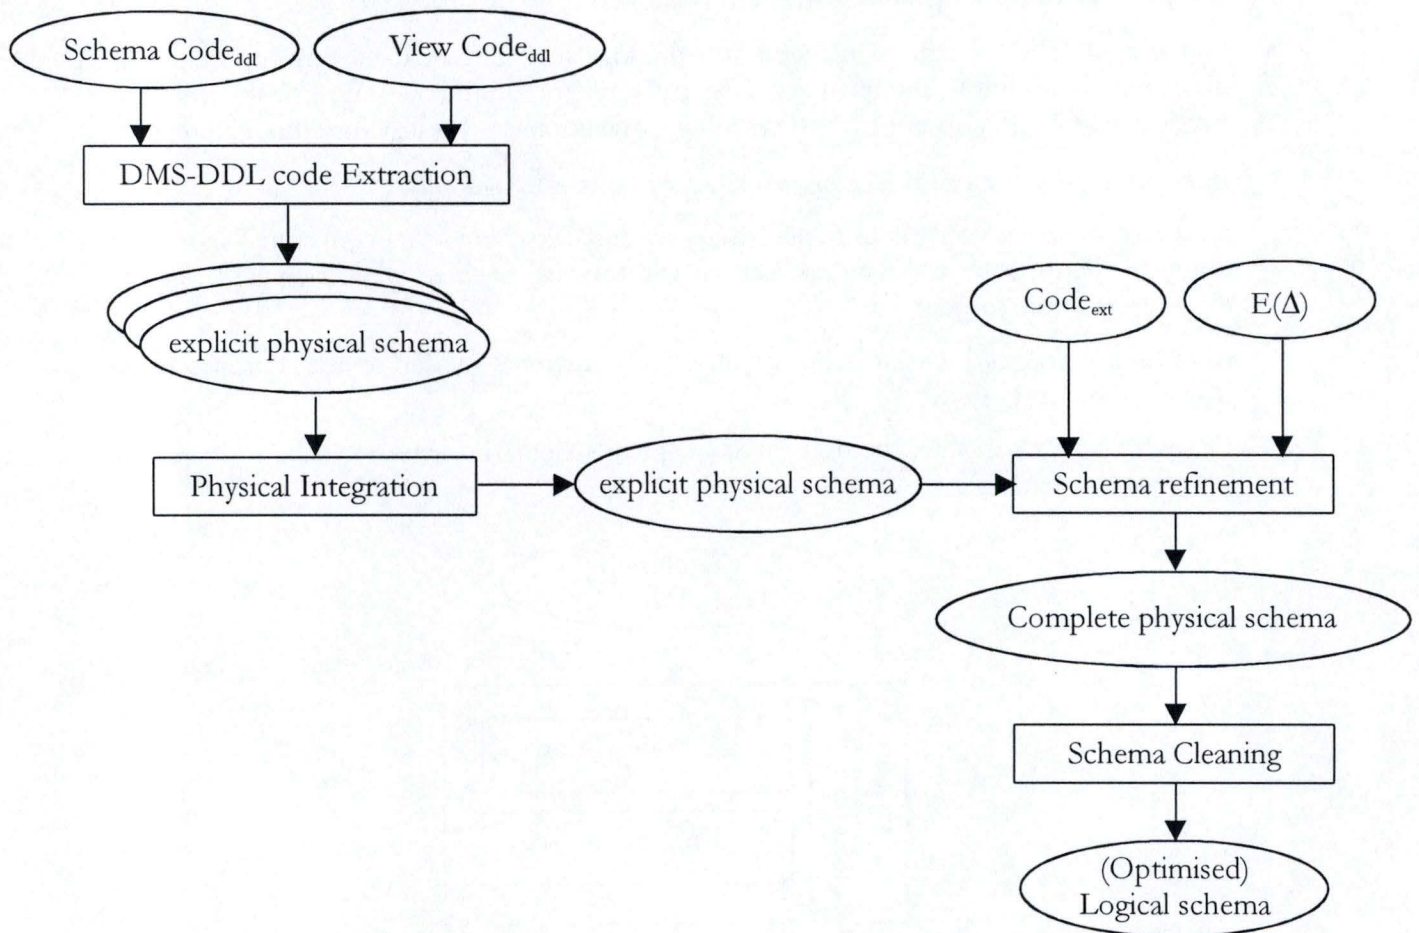 Schema Code_ddl
View Code_ddl
DMS-DDL code Extraction
explicit physical schema
Code_ext
E(Δ)
Physical Integration
explicit physical schema
Schema refinement
Complete physical schema
Schema Cleaning
(Optimised)
Logical schema